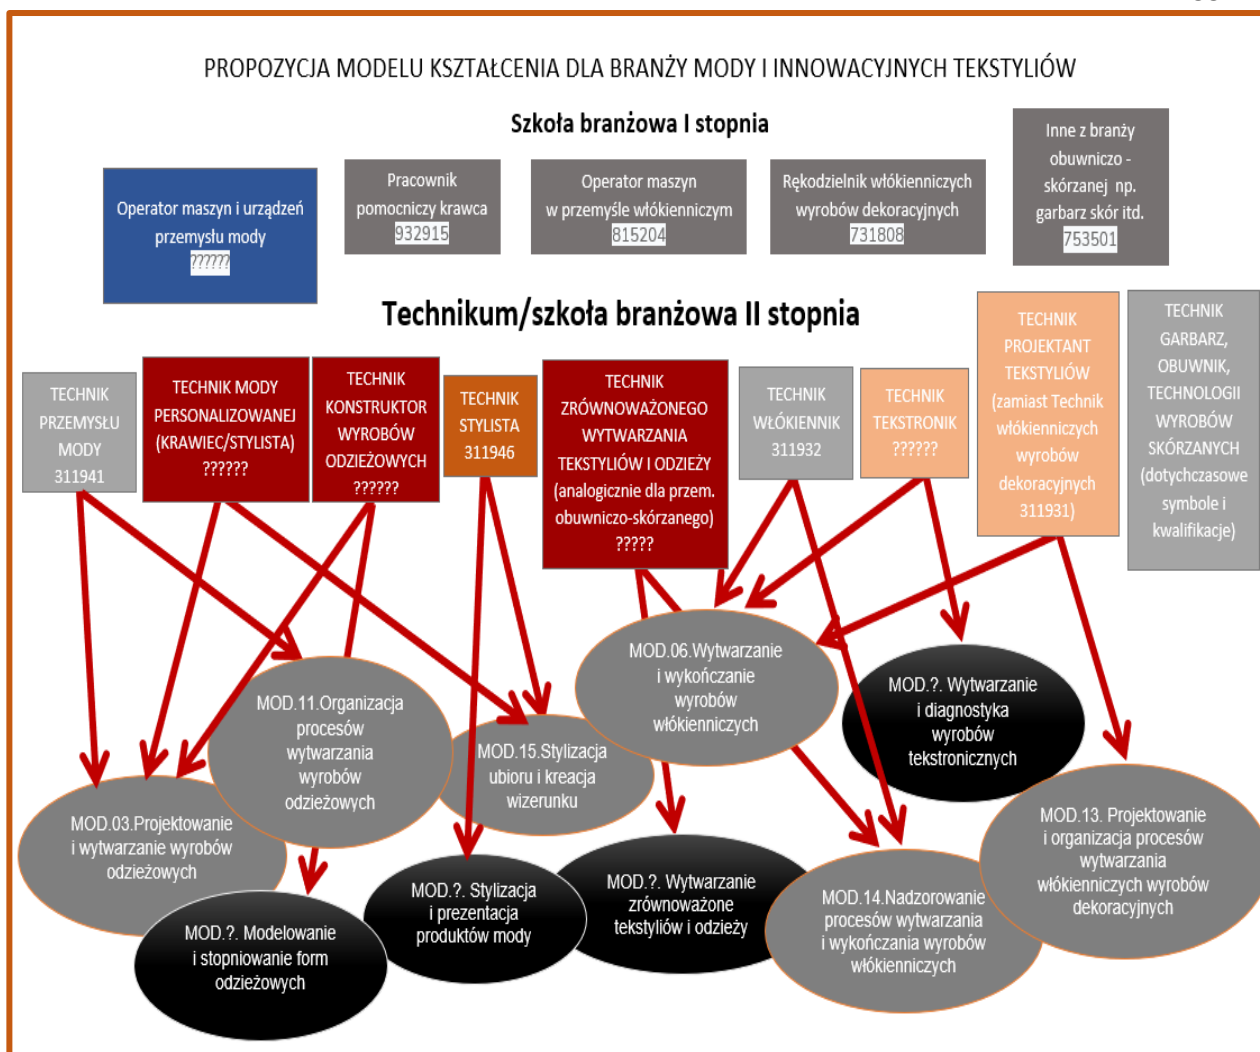 PROPOZYCJA MODELU KSZTAŁCENIA DLA BRANŻY MODY I INNOWACYJNYCH TEKSTYLIÓW
Szkoła branżowa I stopnia
Operator maszyn i urządzeń
przemysłu mody
??????
Pracownik
pomocniczy krawca
932915
Operator maszyn
w przemyśle włókienniczym
815204
Rękodzielnik włókienniczych
wyrobów dekoracyjnych
731808
Inne z branży
obuwniczo -
skórzanej np.
garbarz skór itd.
753501
Technikum/szkoła branżowa II stopnia
TECHNIK
PRZEMYSŁU
MODY
311941
TECHNIK MODY
PERSONALIZOWANEJ
(KRAWIEC/STYLISTA)
??????
TECHNIK
KONSTRUKTOR
WYROBÓW
ODZIEŻOWYCH
??????
TECHNIK
STYLISTA
311946
TECHNIK
ZRÓWNOWAŻONEGO
WYTWARZANIA
TEKSTYLIÓW I ODZIEŻY
(analogicznie dla przem.
obuwniczo-skórzanego)
?????
TECHNIK
WŁÓKIENNIK
311932
TECHNIK
TEKSTRONIK
??????
TECHNIK
PROJEKTANT
TEKSTYLIÓW
(zamiast Technik
włókienniczych
wyrobów
dekoracyjnych
311931)
TECHNIK
GARBARZ,
OBUWNIK,
TECHNOLOGII
WYROBÓW
SKÓRZANYCH
(dotychczasowe
symbole i
kwalifikacje)
MOD.03.Projektowanie
i wytwarzanie wyrobów
odzieżowych
MOD.11.Organizacja
procesów
wytwarzania
wyrobów
odzieżowych
MOD.?. Modelowanie
i stopniowanie form
odzieżowych
MOD.15.Stylizacja
ubioru i kreacja
wizerunku
MOD.?. Stylizacja
i prezentacja
produktów mody
MOD.06.Wytwarzanie
i wykończanie
wyrobów
włókienniczych
MOD.?. Wytwarzanie
zrównoważone
tekstyliów i odzieży
MOD.?. Wytwarzanie
i diagnostyka
wyrobów
tekstronicznych
MOD.14.Nadzorowanie
procesów wytwarzania
i wykończania wyrobów
włókienniczych
MOD.13. Projektowanie
i organizacja procesów
wytwarzania
włókienniczych wyrobów
dekoracyjnych